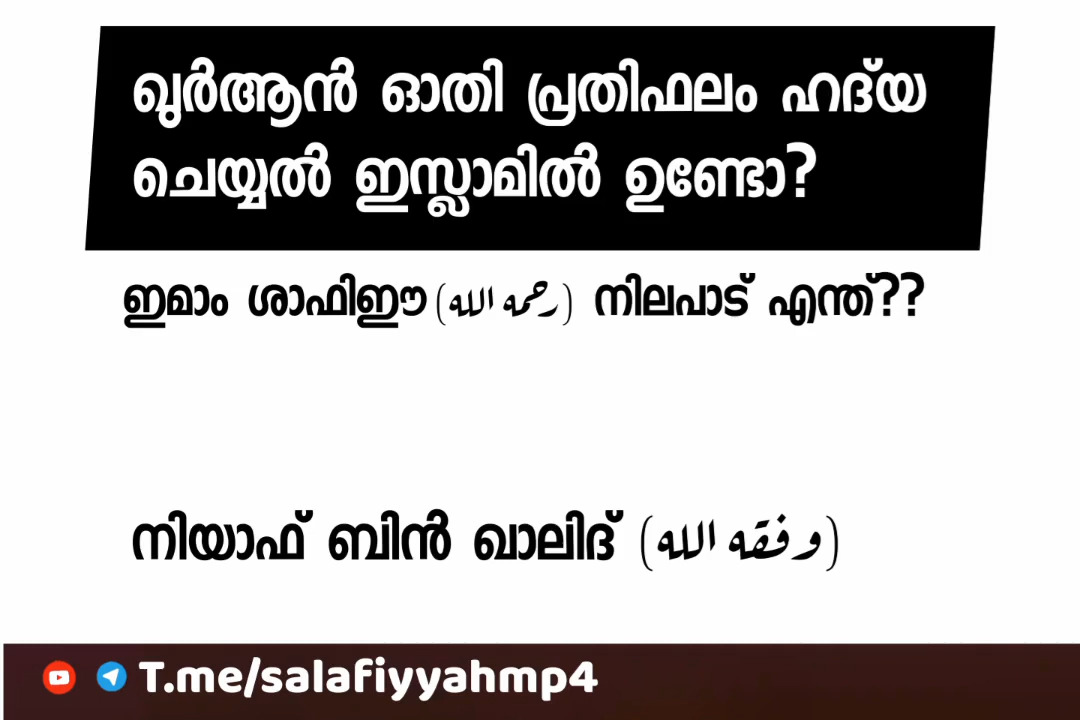 ഖുർആൻ ഓതി പ്രതിഫലം ഹദ്‌യ
ചെയ്യൽ ഇസ്ലാമിൽ ഉണ്ടോ?
ഇമാം ശാഫിഈ (رحمه الله) നിലപാട് എന്ത്??
നിയാഫ് ബിൻ ഖാലിദ് (وفقه الله)
T.me/salafiyyahmp4